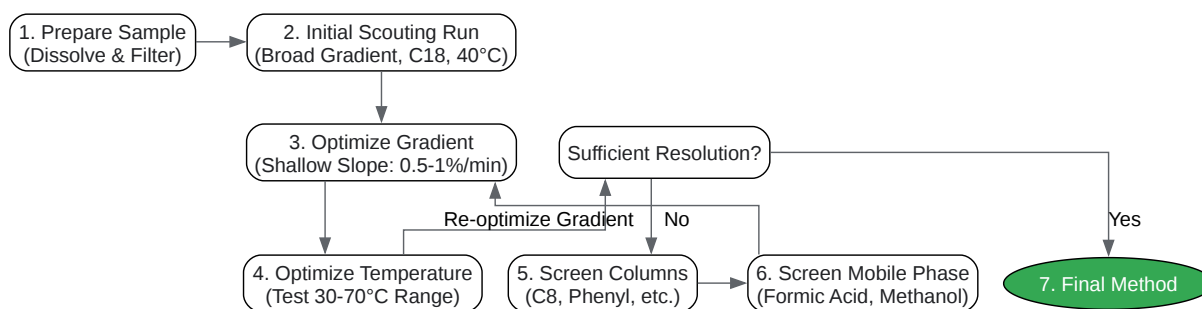 1. Prepare Sample
(Dissolve & Filter)
2. Initial Scouting Run
(Broad Gradient, C18, 40°C)
3. Optimize Gradient
(Shallow Slope: 0.5-1%/min)
Sufficient Resolution?
Re-optimize Gradient
No
Yes
4. Optimize Temperature
(Test 30-70°C Range)
5. Screen Columns
(C8, Phenyl, etc.)
6. Screen Mobile Phase
(Formic Acid, Methanol)
7. Final Method